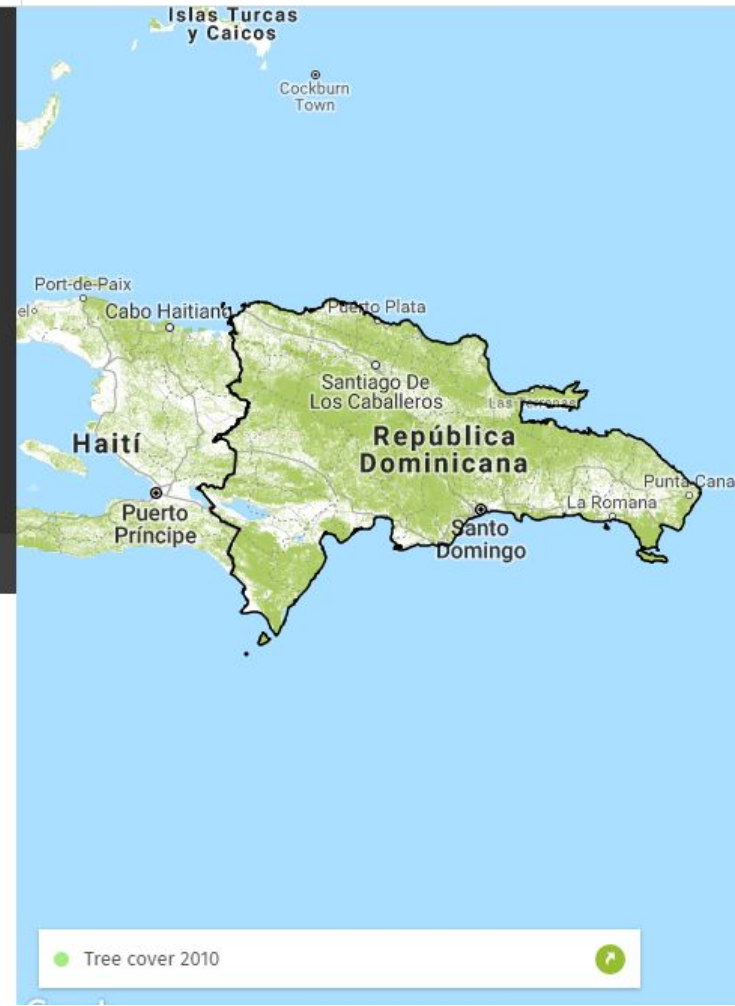 Islas Turcas
y Caicos
Cockburn
Town
Port-de-Paix
el
Cabo Haitiano
Puerto Plata
Santiago De
Los Caballeros
Las Terrenas
Haití
República
Dominicana
Punta Cana
La Romana
Puerto
Príncipe
Santo
Domingo
Tree cover 2010